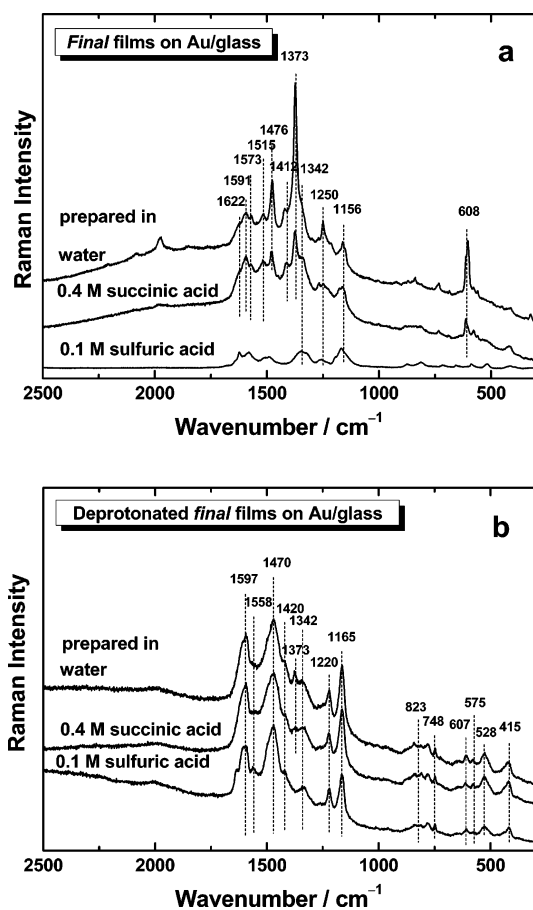 Final films on Au/glass
a
1373
1476
1515
1573
1591
1622
1412
1342
1250
1156
608
prepared in
water
0.4 M succinic acid
0.1 M sulfuric acid
Raman Intensity
2500 2000 1500 1000 500
Wavenumber / cm⁻¹
Deprotonated final films on Au/glass
b
1470
1597
1558
1420
1342
1373
1165
1220
823
748
607
575
528
415
prepared in
water
0.4 M succinic acid
0.1 M sulfuric acid
Raman Intensity
2500 2000 1500 1000 500
Wavenumber / cm⁻¹